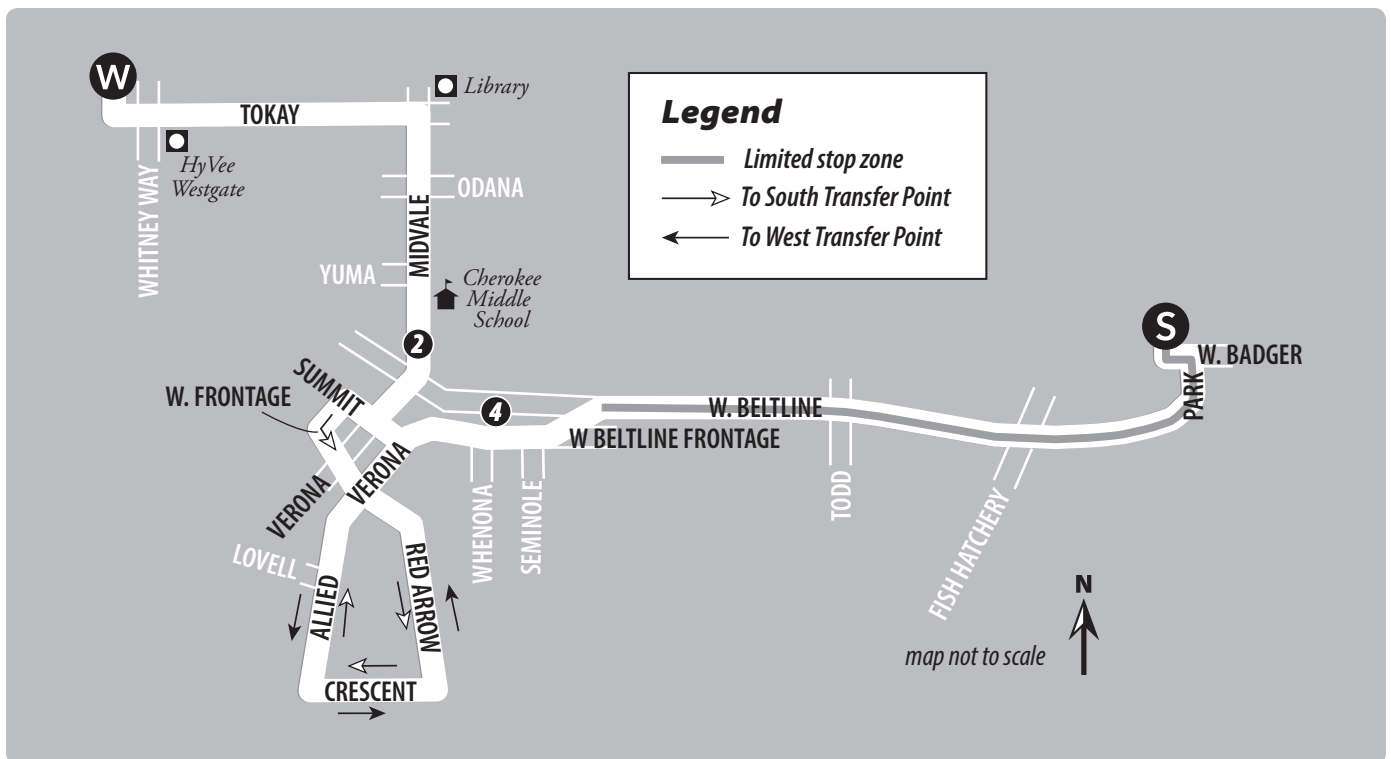 W
TOKAY
Library
HyVee
Westgate
WHITNEY WAY
ODANA
MIDVALE
YUMA
Cherokee
Middle
School
2
Legend
Limited stop zone
To South Transfer Point
To West Transfer Point
S
W. BADGER
PARK
SUMMIT
W. FRONTAGE
4
W. BELTLINE
W BELTLINE FRONTAGE
VERONA
VERONA
WHENONA
SEMINOLE
TODD
FISH HATCHERY
LOVELL
ALLIED
RED ARROW
CRESCENT
N
map not to scale